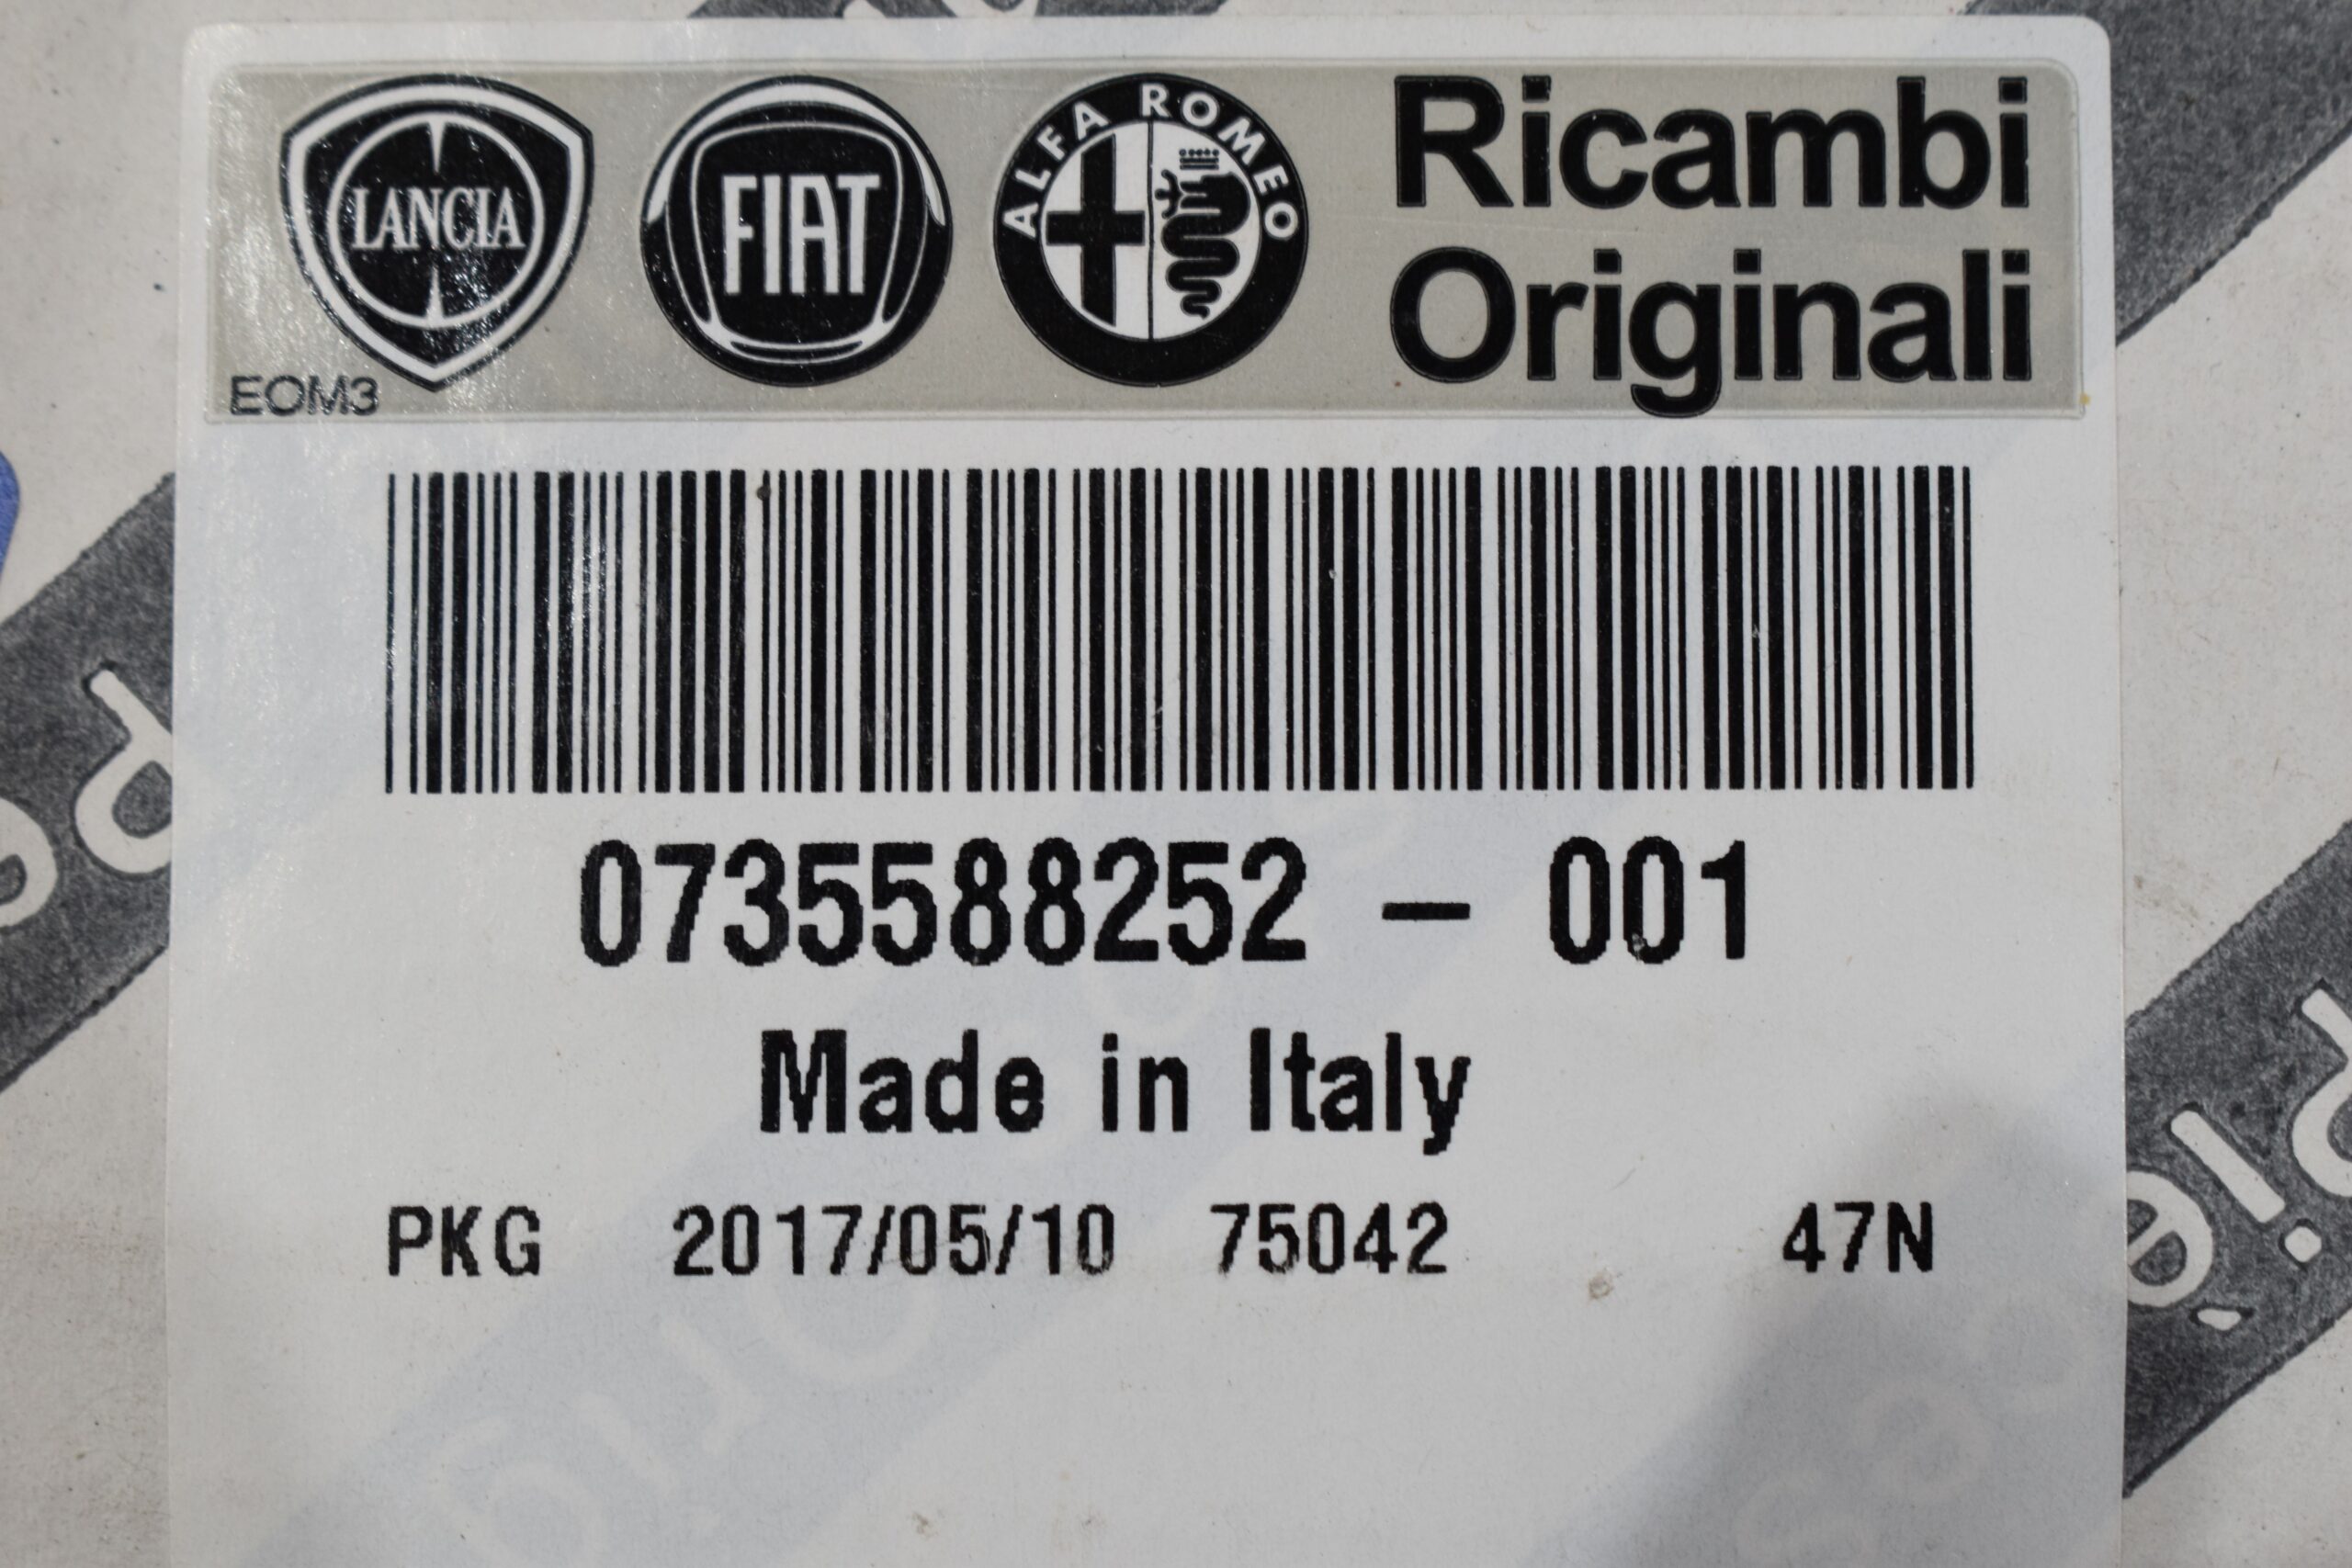 LANCIA
FIAT
ALFA ROMEO
Ricambi
Originali
EOM3
0735588252 - 001
Made in Italy
PKG 2017/05/10 75042 47N